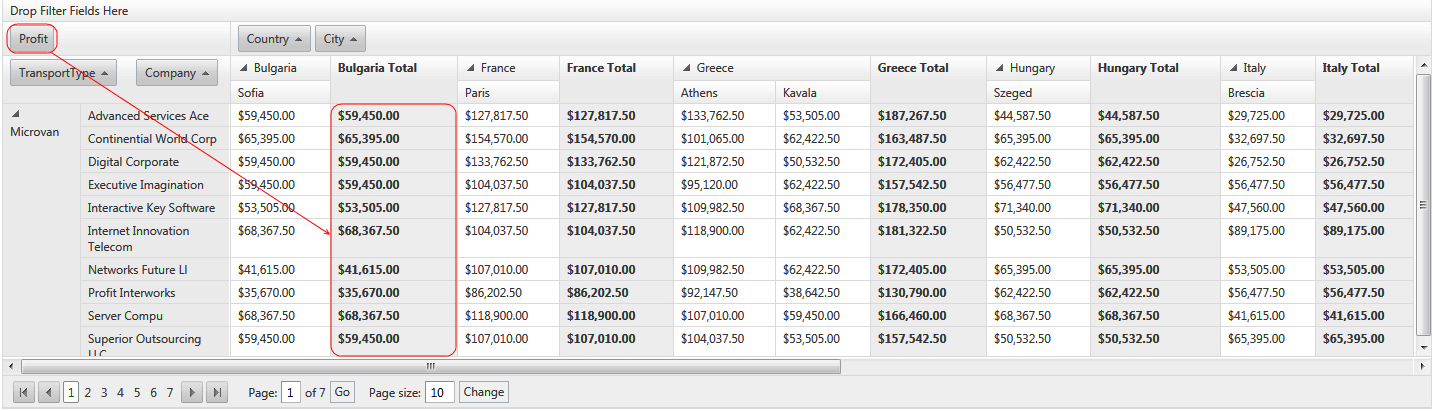 Drop Filter Fields Here
Profit Country City
TransportType Company Bulgaria Bulgaria Total France France Total Greece Greece Total Hungary Hungary Total Italy Italy Total
Sofia Paris Athens Kavala Szeged Brescia
Microvan
Advanced Services Ace $59,450.00 $59,450.00 $127,817.50 $127,817.50 $133,762.50 $53,505.00 $187,267.50 $44,587.50 $44,587.50 $29,725.00 $29,725.00
Continental World Corp $65,395.00 $65,395.00 $154,570.00 $154,570.00 $101,065.00 $62,422.50 $163,487.50 $65,395.00 $65,395.00 $32,697.50 $32,697.50
Digital Corporate $59,450.00 $59,450.00 $133,762.50 $133,762.50 $121,872.50 $50,532.50 $172,405.00 $62,422.50 $62,422.50 $26,752.50 $26,752.50
Executive Imagination $59,450.00 $59,450.00 $104,037.50 $104,037.50 $95,120.00 $62,422.50 $157,542.50 $56,477.50 $56,477.50 $56,477.50 $56,477.50
Interactive Key Software $53,505.00 $53,505.00 $127,817.50 $127,817.50 $109,982.50 $68,367.50 $178,350.00 $71,340.00 $71,340.00 $47,560.00 $47,560.00
Internet Innovation $68,367.50 $68,367.50 $104,037.50 $104,037.50 $118,900.00 $62,422.50 $181,322.50 $50,532.50 $50,532.50 $89,175.00 $89,175.00
Telecom
Networks Future LI $41,615.00 $41,615.00 $107,010.00 $107,010.00 $109,982.50 $62,422.50 $172,405.00 $65,395.00 $65,395.00 $53,505.00 $53,505.00
Profit Interworks $35,670.00 $35,670.00 $86,202.50 $86,202.50 $92,147.50 $38,642.50 $130,790.00 $62,422.50 $62,422.50 $56,477.50 $56,477.50
Server Compu $68,367.50 $68,367.50 $118,900.00 $118,900.00 $107,010.00 $59,450.00 $166,460.00 $68,367.50 $68,367.50 $41,615.00 $41,615.00
Superior Outsourcing $59,450.00 $59,450.00 $107,010.00 $107,010.00 $104,037.50 $53,505.00 $157,542.50 $50,532.50 $50,532.50 $65,395.00 $65,395.00
LLC
1 2 3 4 5 6 7 Page: 1 of 7 Go Page size: 10 Change